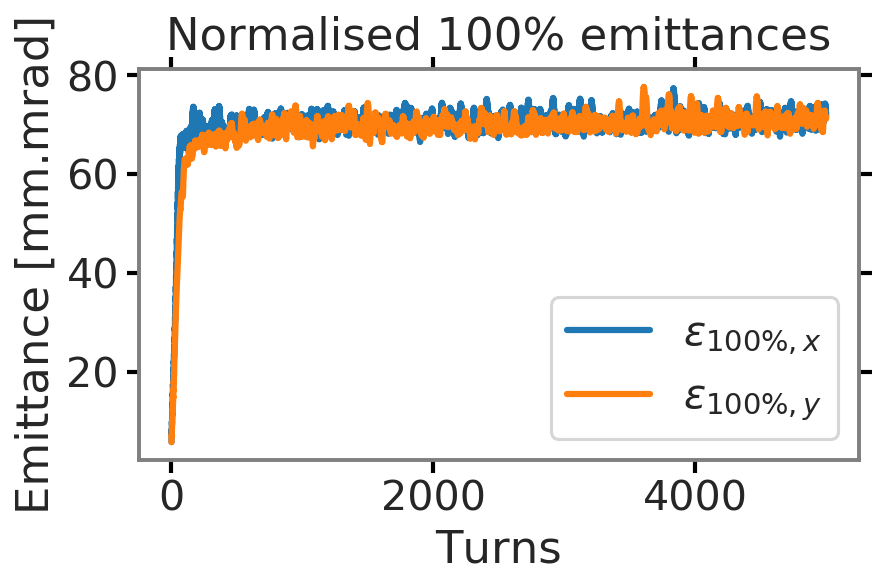 Normalised 100% emittances
Emittance [mm.mrad]
80
60
40
20
0 2000 4000
Turns
ε100%, x
ε100%, y